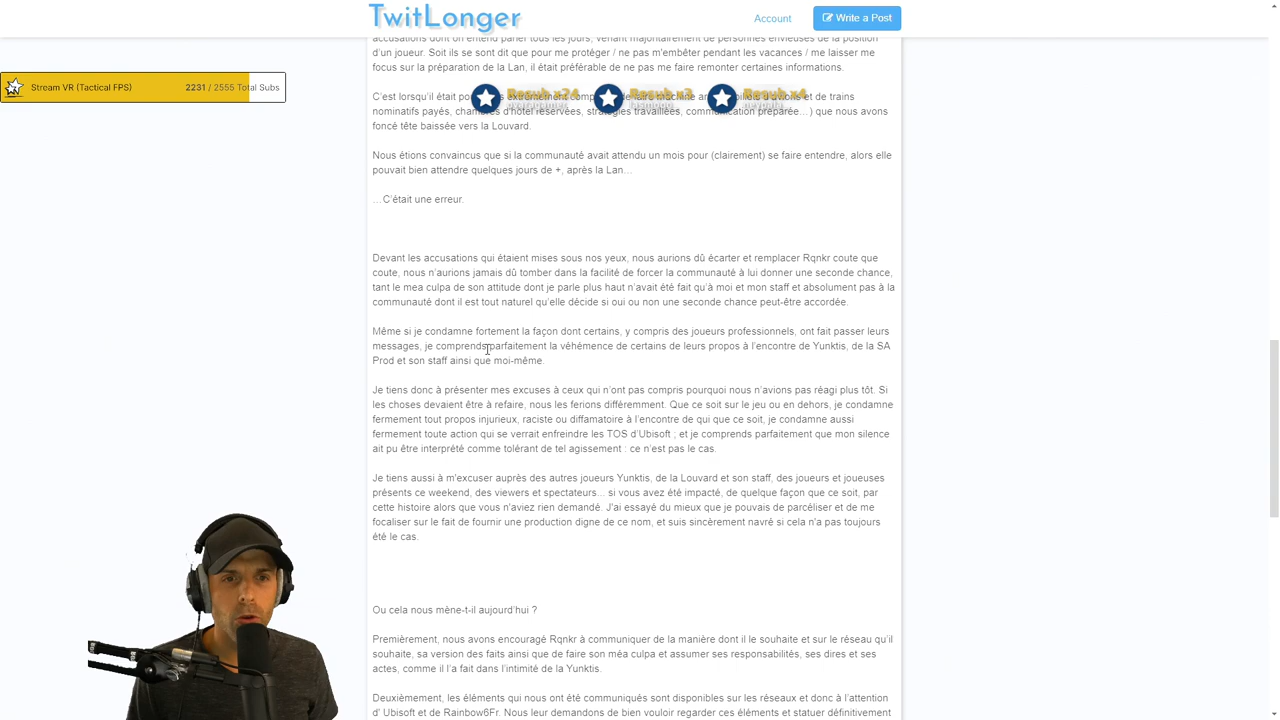 TwitLonger
Account
Write a Post
accusations dont on entend parler tous les jours, venant majoritairement de personnes envieuses de la position
d'un joueur. Soit ils se sont dit que pour me protéger / ne pas m'embêter pendant les vacances / me laisser me
focus sur la préparation de la Lan, il était préférable de ne pas me faire remonter certaines informations.
Stream VR (Tactical FPS)
2231 / 2555 Total Subs
Resub x24
Resub x3
Resub x4
C'est lorsqu'il était extrêmement de faire machine et de trains
nominatifs payés, chambres d'hôtel réservées, stratégies travaillées, communication préparée…) que nous avons
foncé tête baissée vers la Louvard.
Nous étions convaincus que si la communauté avait attendu un mois pour (clairement) se faire entendre, alors elle
pouvait bien attendre quelques jours de +, après la Lan…
…C'était une erreur.
Devant les accusations qui étaient mises sous nos yeux, nous aurions dû écarter et remplacer Rqnkr coute que
coute, nous n'aurions jamais dû tomber dans la facilité de forcer la communauté à lui donner une seconde chance,
tant le mea culpa de son attitude dont je parle plus haut n'avait été fait qu'à moi et mon staff et absolument pas à la
communauté dont il est tout naturel qu'elle décide si oui ou non une seconde chance peut-être accordée.
Même si je condamne fortement la façon dont certains, y compris des joueurs professionnels, ont fait passer leurs
messages, je comprends parfaitement la véhémence de certains de leurs propos à l'encontre de Yunktis, de la SA
Prod et son staff ainsi que moi-même.
Je tiens donc à présenter mes excuses à ceux qui n'ont pas compris pourquoi nous n'avions pas réagi plus tôt. Si
les choses devaient être à refaire, nous les ferions différemment. Que ce soit sur le jeu ou en dehors, je condamne
fermement tout propos injurieux, raciste ou diffamatoire à l'encontre de qui que ce soit, je condamne aussi
fermement toute action qui se verrait enfreindre les TOS d'Ubisoft ; et je comprends parfaitement que mon silence
ait pu être interprété comme tolérant de tel agissement : ce n'est pas le cas.
Je tiens aussi à m'excuser auprès des autres joueurs Yunktis, de la Louvard et son staff, des joueurs et joueuses
présents ce weekend, des viewers et spectateurs... si vous avez été impacté, de quelque façon que ce soit, par
cette histoire alors que vous n'aviez rien demandé. J'ai essayé du mieux que je pouvais de parcéliser et de me
focaliser sur le fait de fournir une production digne de ce nom, et suis sincèrement navré si cela n'a pas toujours
été le cas.
Ou cela nous mène-t-il aujourd'hui ?
Premièrement, nous avons encouragé Rqnkr à communiquer de la manière dont il le souhaite et sur le réseau qu'il
souhaite, sa version des faits ainsi que de faire son méa culpa et assumer ses responsabilités, ses dires et ses
actes, comme il l'a fait dans l'intimité de la Yunktis.
Deuxièmement, les éléments qui nous ont été communiqués sont disponibles sur les réseaux et donc à l'attention
d' Ubisoft et de Rainbow6Fr. Nous leur demandons de bien vouloir regarder ces éléments et statuer définitivement